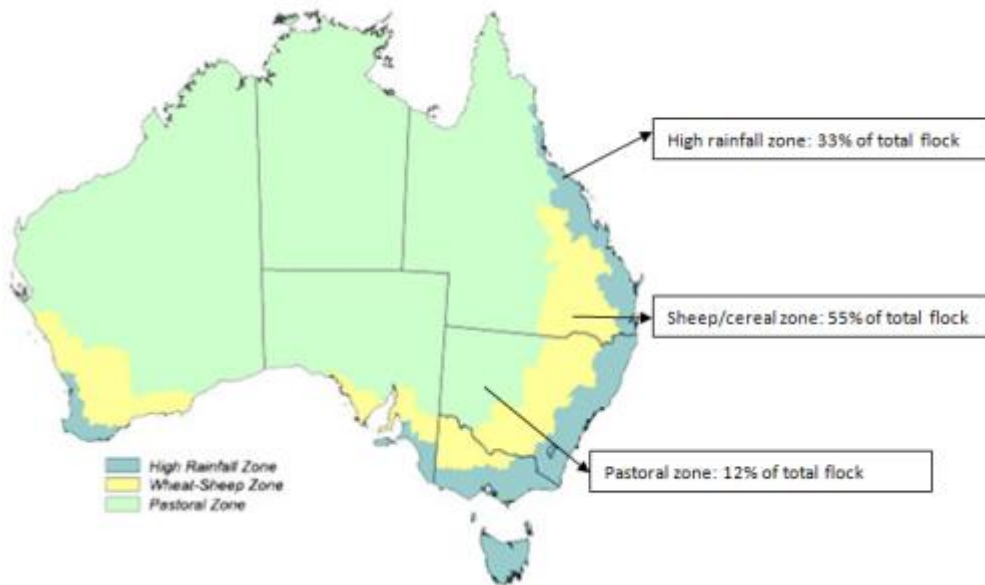 High rainfall zone: 33% of total flock
Sheep/cereal zone: 55% of total flock
Pastoral zone: 12% of total flock
High Rainfall Zone
Wheat-Sheep Zone
Pastoral Zone